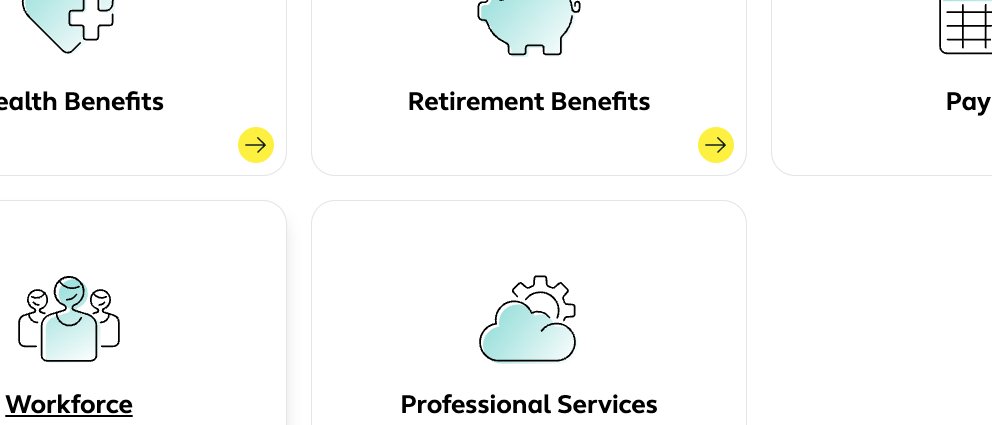 ealth Benefits
Retirement Benefits
Pay
Workforce
Professional Services